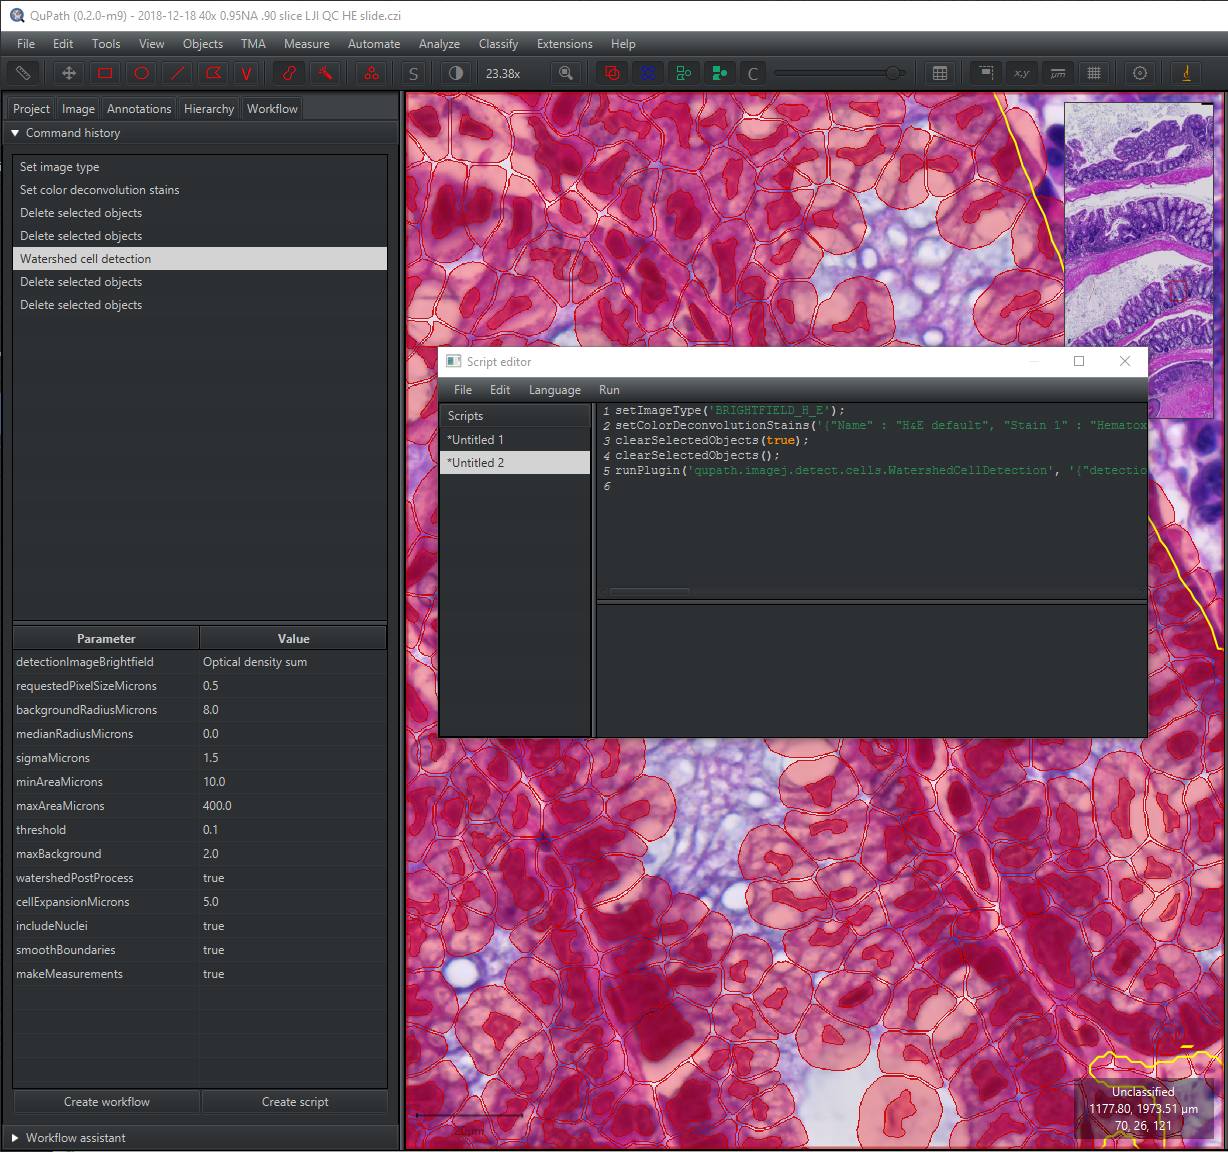 QuPath (0.2.0-m9) - 2018-12-18 40x 0.95NA .90 slice LJI QC HE slide.czi
File Edit Tools View Objects TMA Measure Automate Analyze Classify Extensions Help
S 23.38x C x,y µm
Project Image Annotations Hierarchy Workflow
Command history
Set image type
Set color deconvolution stains
Delete selected objects
Delete selected objects
Watershed cell detection
Delete selected objects
Delete selected objects
Parameter Value
detectionImageBrightfield Optical density sum
requestedPixelSizeMicrons 0.5
backgroundRadiusMicrons 8.0
medianRadiusMicrons 0.0
sigmaMicrons 1.5
minAreaMicrons 10.0
maxAreaMicrons 400.0
threshold 0.1
maxBackground 2.0
watershedPostProcess true
cellExpansionMicrons 5.0
includeNuclei true
smoothBoundaries true
makeMeasurements true
Create workflow Create script
Workflow assistant
Script editor
File Edit Language Run
Scripts
*Untitled 1
*Untitled 2
1 setImageType('BRIGHTFIELD_H_E');
2 setColorDeconvolutionStains('{"Name" : "H&E default", "Stain 1" : "Hematox
3 clearSelectedObjects(true);
4 clearSelectedObjects();
5 runPlugin('qupath.imagej.detect.cells.WatershedCellDetection', '{"detectio
6
Unclassified
1177.80, 1973.51 µm
70, 26, 121